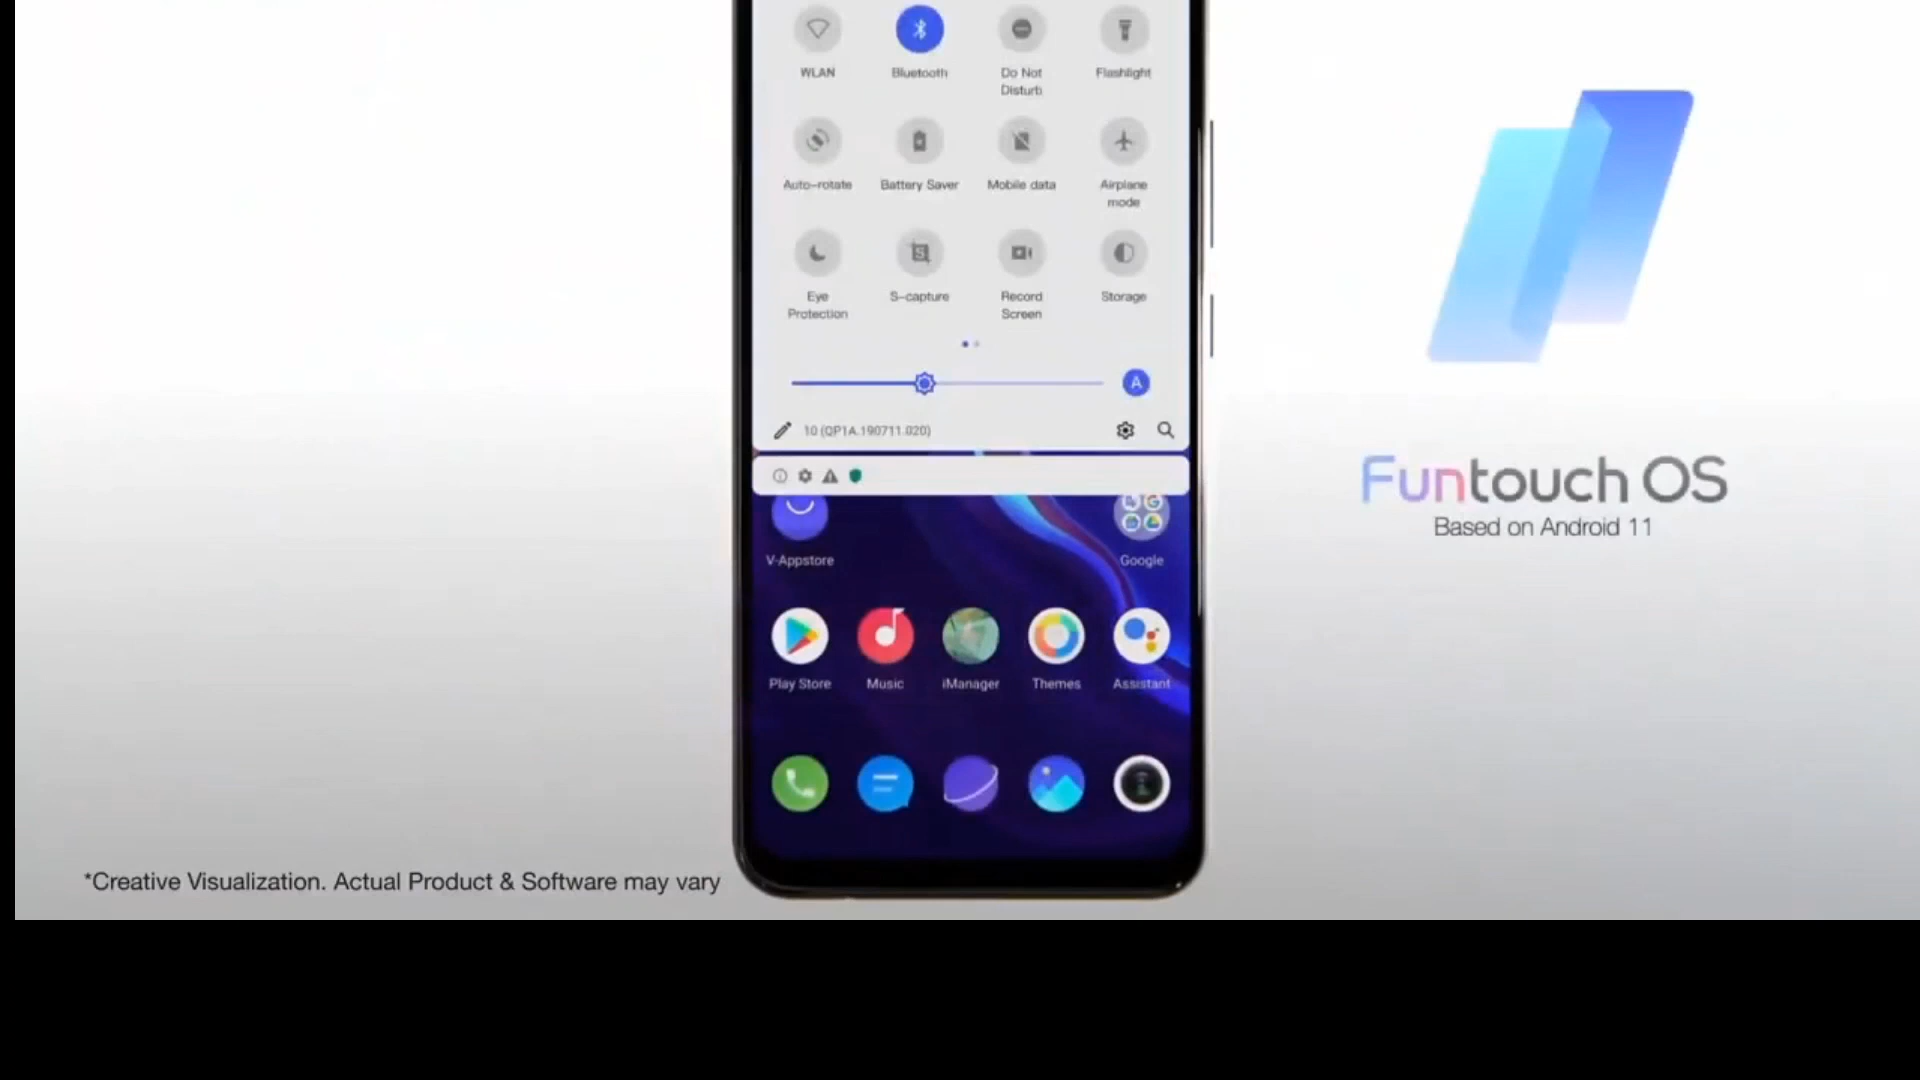 WLAN
Bluetooth
Do Not
Disturb
Flashlight
Auto-rotate
Battery Saver
Mobile data
Airplane
mode
Eye
Protection
S-capture
Record
Screen
Storage
A
10 (QP1A.190711.020)
V-Appstore
Google
Play Store
Music
iManager
Themes
Assistant
Funtouch OS
Based on Android 11
*Creative Visualization. Actual Product & Software may vary